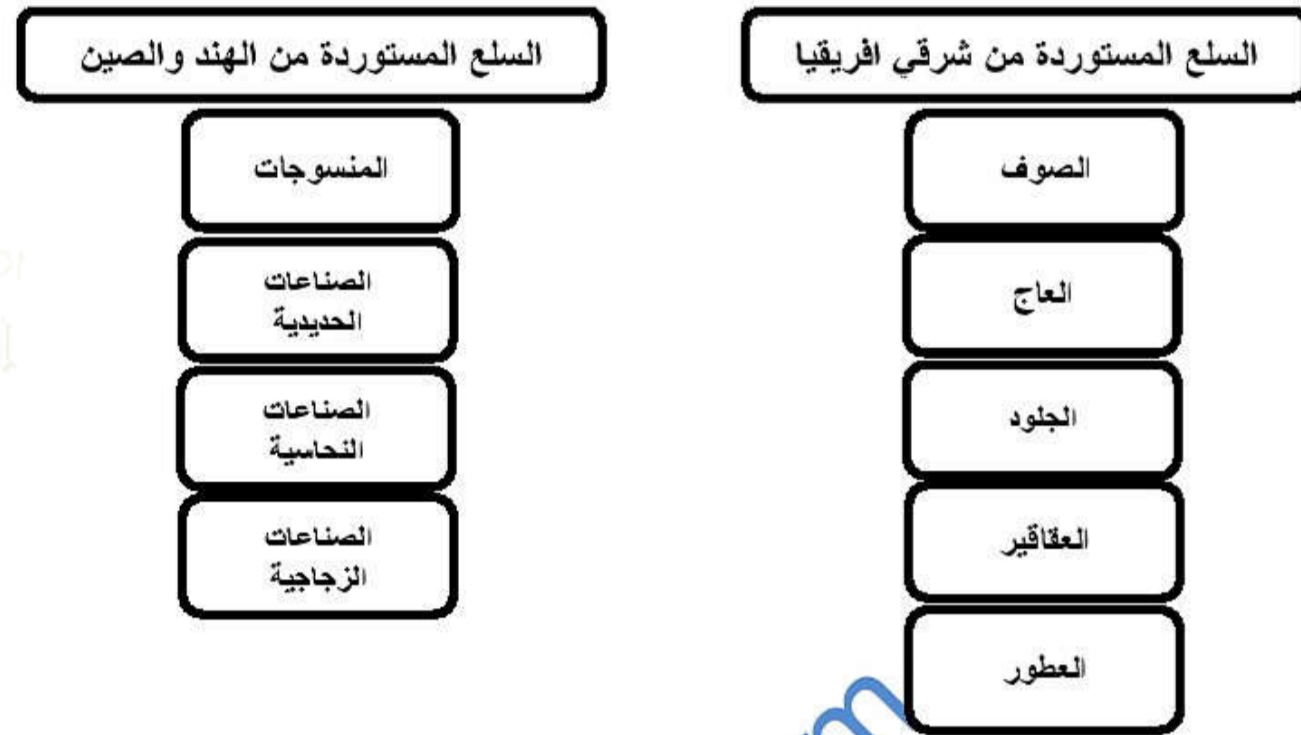 السلع المستوردة من شرقي افريقيا
الصوف
العاج
الجلود
العقاقير
العطور
السلع المستوردة من الهند والصين
المنسوجات
الصناعات
الحديدية
الصناعات
النحاسية
الصناعات
الزجاجية
m